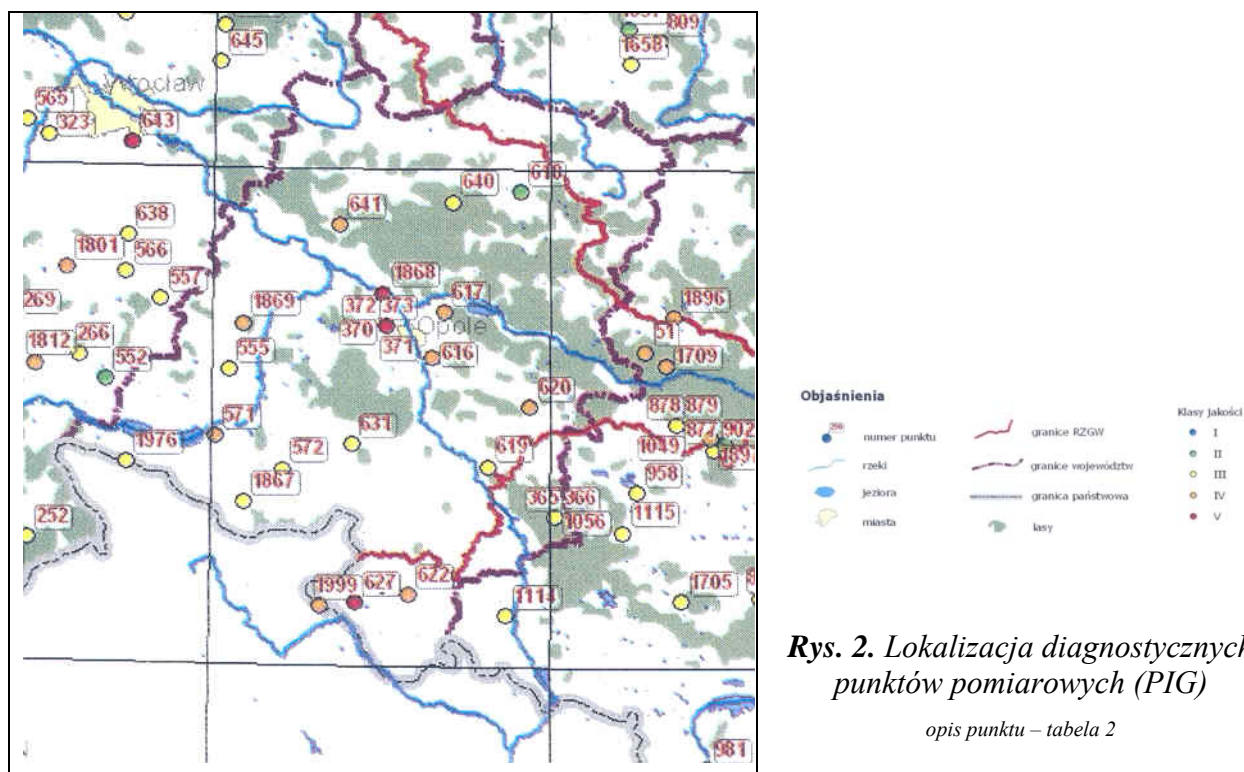 645
809
1658
Wrocław
565
323
643
640
641
638
1801
566
557
1868
269
1869
372 373
617
1896
370
Opole
1812
266
371
51
552
555
616
1709
620
878 879
571
631
877 902
1976
572
619
1049
1867
958
252
366
1056
1115
1999
627
622
1114
1705
981
Objaśnienia
numer punktu
granice RZGW
Klasy jakości
I
rzeki
granice województw
II
III
jeziora
granica państwowa
IV
miasta
lasy
V
Rys. 2. Lokalizacja diagnostycznych
punktów pomiarowych (PIG)
opis punktu – tabela 2